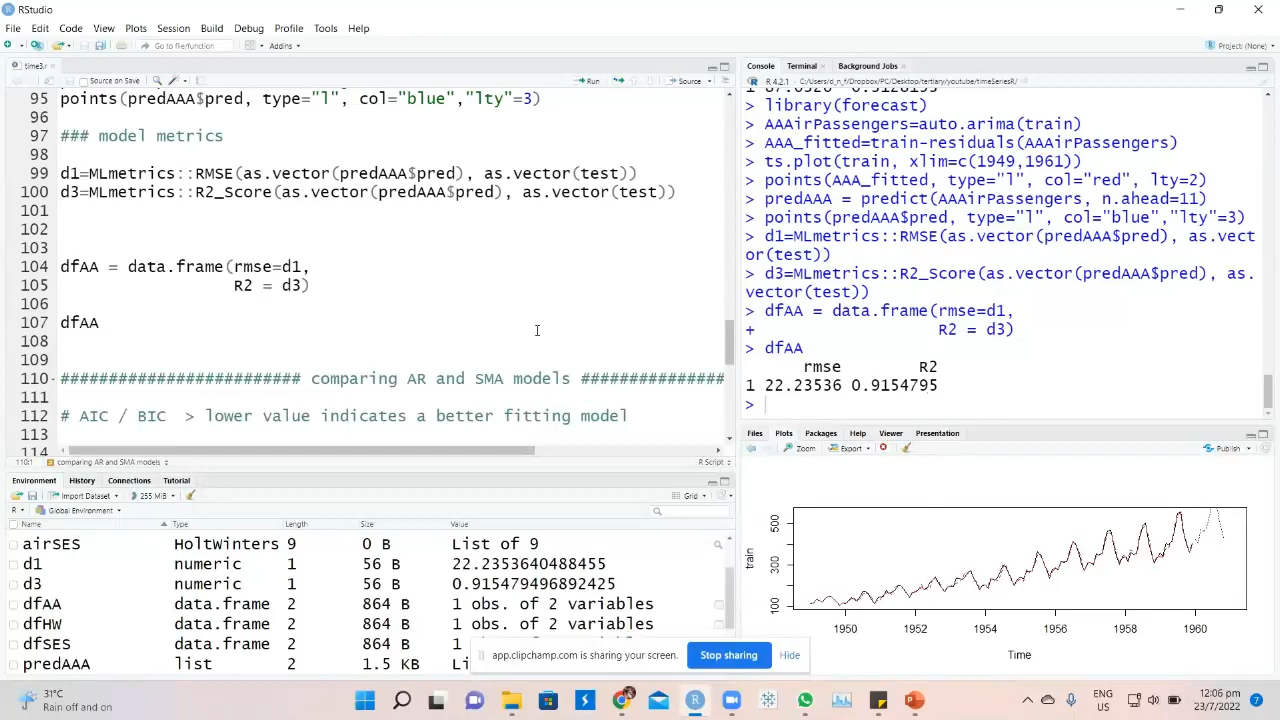 RStudio
File Edit Code View Plots Session Build Debug Profile Tools Help
Go to file/function Addins Project: (None)
time3.r
Source on Save Run Source
95 points(predAAA$pred, type="l", col="blue","lty"=3)
96
97 ### model metrics
98
99 d1=MLmetrics::RMSE(as.vector(predAAA$pred), as.vector(test))
100 d3=MLmetrics::R2_Score(as.vector(predAAA$pred), as.vector(test))
101
102
103
104 dfAA = data.frame(rmse=d1,
105 R2 = d3)
106
107 dfAA
108
109
110 ######################### comparing AR and SMA models ###############
111
112 # AIC / BIC > lower value indicates a better fitting model
113
114
110:1 comparing AR and SMA models R Script
Console Terminal Background Jobs
R 4.2.1 · C:/Users/d_n_f/Dropbox/PC/Desktop/tertiary/youtube/timeSeriesR/
> library(forecast)
> AAAirPassengers=auto.arima(train)
> AAA_fitted=train-residuals(AAAirPassengers)
> ts.plot(train, xlim=c(1949,1961))
> points(AAA_fitted, type="l", col="red", lty=2)
> predAAA = predict(AAAirPassengers, n.ahead=11)
> points(predAAA$pred, type="l", col="blue","lty"=3)
> d1=MLmetrics::RMSE(as.vector(predAAA$pred), as.vect
or(test))
> d3=MLmetrics::R2_Score(as.vector(predAAA$pred), as.
vector(test))
> dfAA = data.frame(rmse=d1,
+ R2 = d3)
> dfAA
rmse R2
1 22.23536 0.9154795
>
Environment History Connections Tutorial
Import Dataset 255 MiB Grid
R Global Environment
Name Type Length Size Value
airSES HoltWinters 9 0 B List of 9
d1 numeric 1 56 B 22.2353640488455
d3 numeric 1 56 B 0.915479496892425
dfAA data.frame 2 864 B 1 obs. of 2 variables
dfHW data.frame 2 864 B 1 obs. of 2 variables
dfSES data.frame 2 864 B 1 obs. of 2 variables
predAAA list 2 1.5 KB Li
Files Plots Packages Help Viewer Presentation
Zoom Export Publish
train
500
300
100
1950 1952 1954 1956 1958 1960
Time
app.clipchamp.com is sharing your screen. Stop sharing Hide
31°C
Rain off and on
ENG
US
12:06 pm
23/7/2022
7